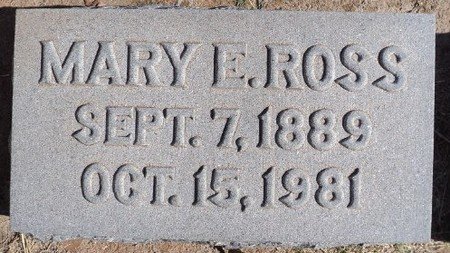 MARY E. ROSS
SEPT. 7, 1889
OCT. 15, 1981